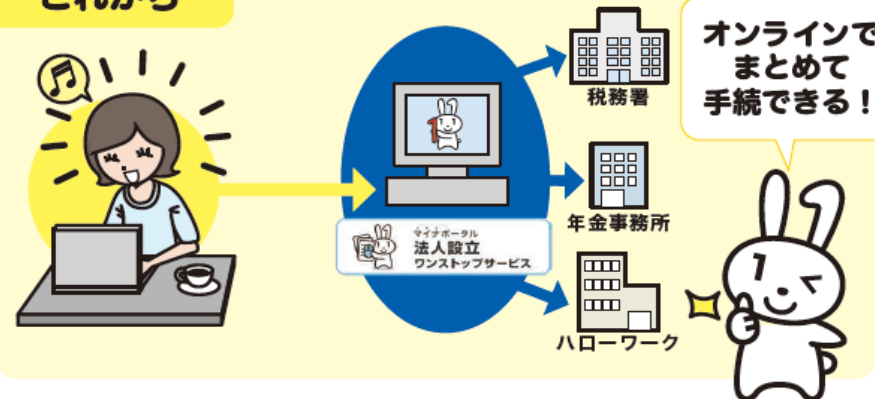 これから
オンラインで
まとめて
手続できる！
税務署
年金事務所
マイナポータル
法人設立
ワンストップサービス
ハローワーク
1